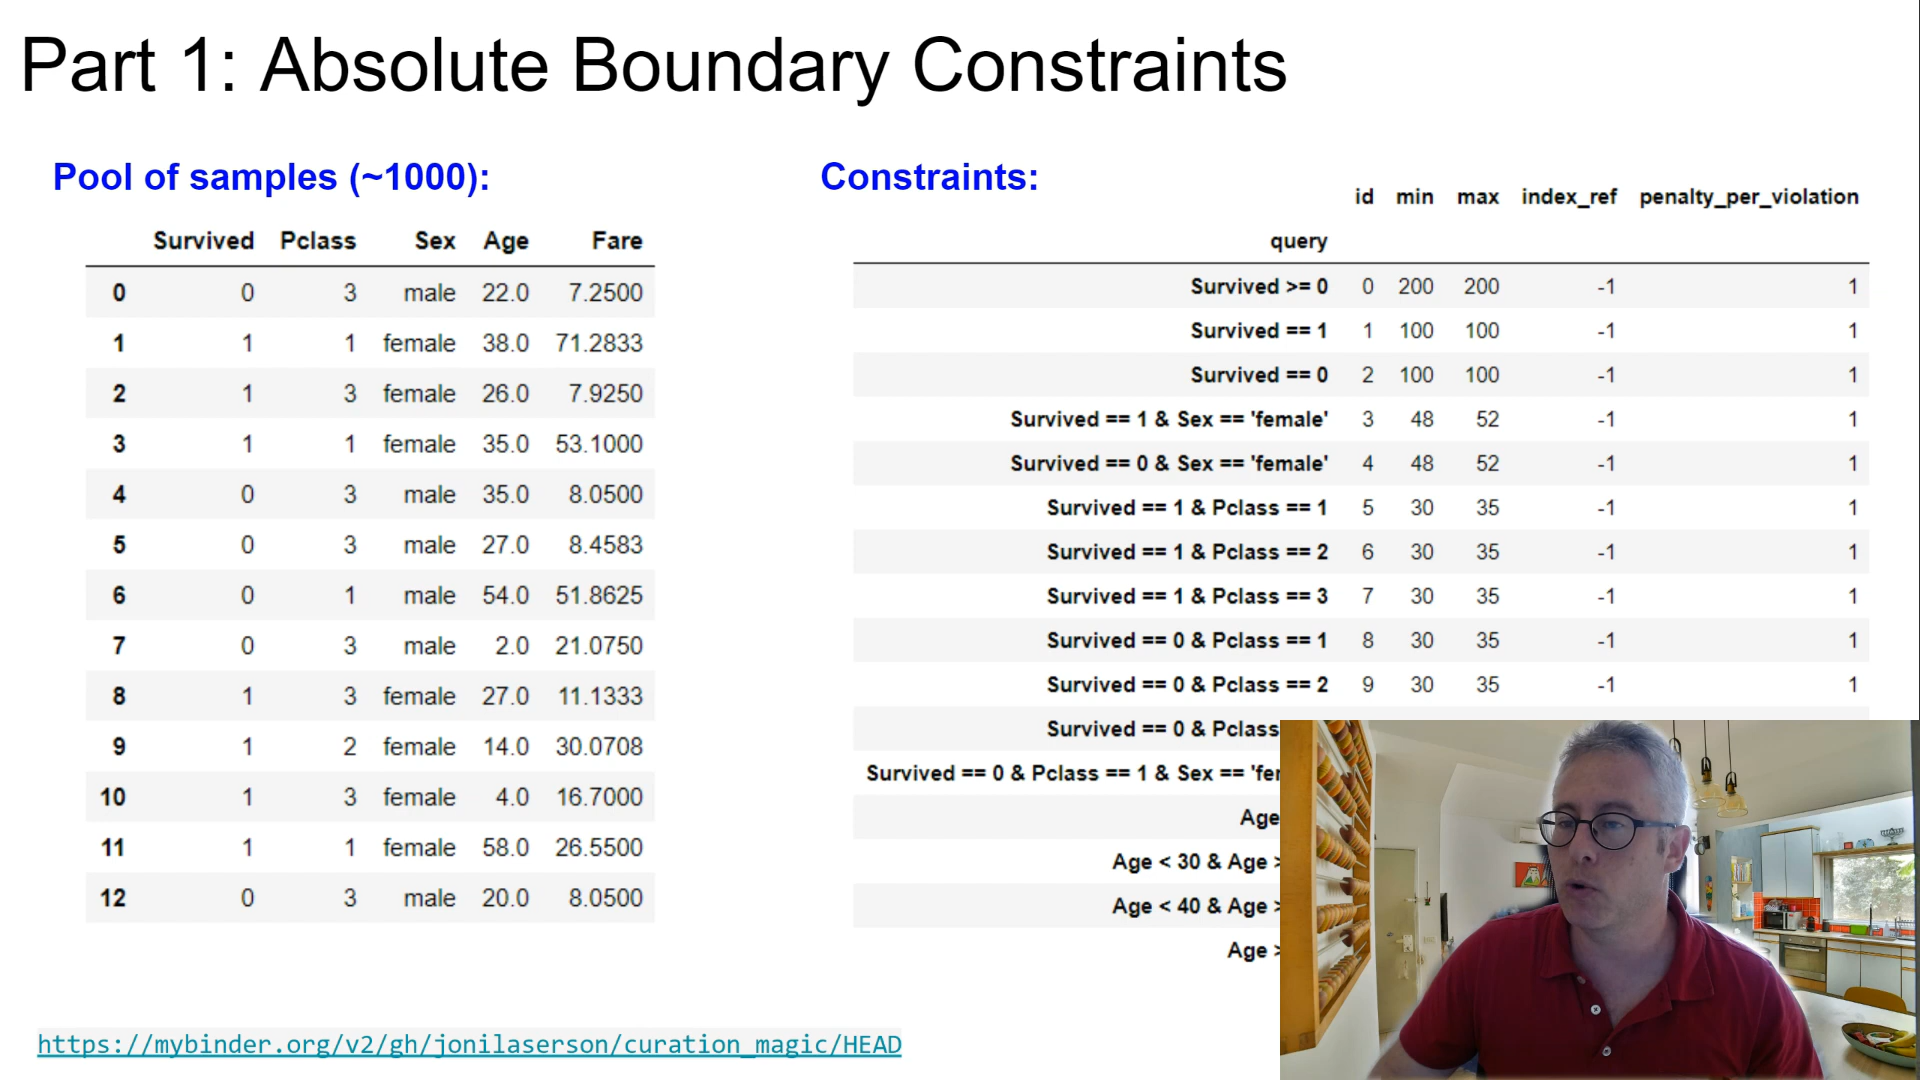 Part 1: Absolute Boundary Constraints
Pool of samples (~1000):
Survived Pclass Sex Age Fare
0 0 3 male 22.0 7.2500
1 1 1 female 38.0 71.2833
2 1 3 female 26.0 7.9250
3 1 1 female 35.0 53.1000
4 0 3 male 35.0 8.0500
5 0 3 male 27.0 8.4583
6 0 1 male 54.0 51.8625
7 0 3 male 2.0 21.0750
8 1 3 female 27.0 11.1333
9 1 2 female 14.0 30.0708
10 1 3 female 4.0 16.7000
11 1 1 female 58.0 26.5500
12 0 3 male 20.0 8.0500
Constraints:
id min max index_ref penalty_per_violation
query
Survived >= 0 0 200 200 -1 1
Survived == 1 1 100 100 -1 1
Survived == 0 2 100 100 -1 1
Survived == 1 & Sex == 'female' 3 48 52 -1 1
Survived == 0 & Sex == 'female' 4 48 52 -1 1
Survived == 1 & Pclass == 1 5 30 35 -1 1
Survived == 1 & Pclass == 2 6 30 35 -1 1
Survived == 1 & Pclass == 3 7 30 35 -1 1
Survived == 0 & Pclass == 1 8 30 35 -1 1
Survived == 0 & Pclass == 2 9 30 35 -1 1
Survived == 0 & Pclass
Survived == 0 & Pclass == 1 & Sex == 'fe
Age
Age < 30 & Age >
Age < 40 & Age >
Age >
https://mybinder.org/v2/gh/jonilaserson/curation_magic/HEAD